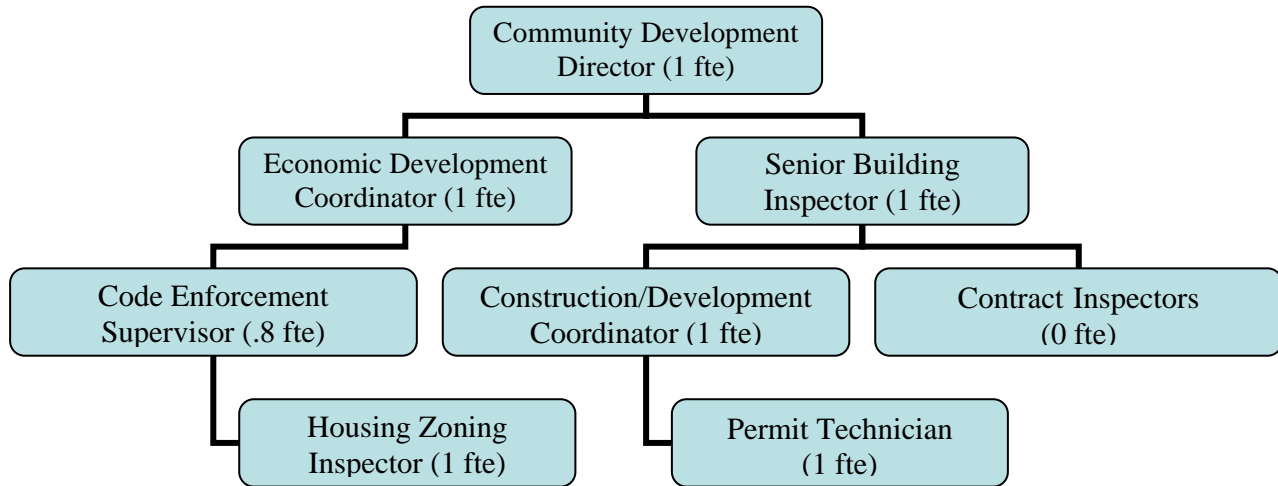 Community Development
Director (1 fte)
Economic Development
Coordinator (1 fte)
Senior Building
Inspector (1 fte)
Code Enforcement
Supervisor (.8 fte)
Construction/Development
Coordinator (1 fte)
Contract Inspectors
(0 fte)
Housing Zoning
Inspector (1 fte)
Permit Technician
(1 fte)